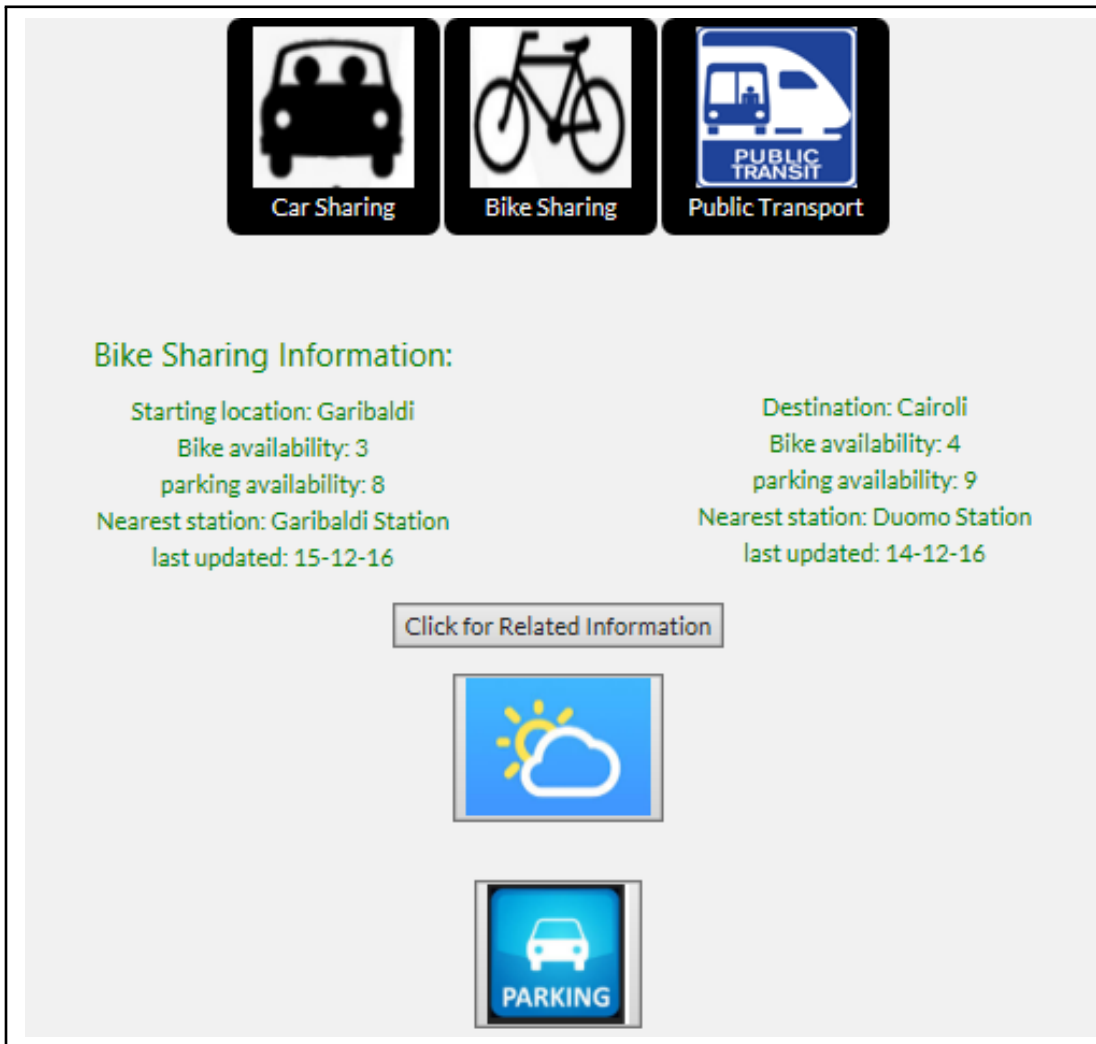 PUBLIC
TRANSIT
Car Sharing
Bike Sharing
Public Transport
Bike Sharing Information:
Starting location: Garibaldi
Bike availability: 3
parking availability: 8
Nearest station: Garibaldi Station
last updated: 15-12-16
Destination: Cairoli
Bike availability: 4
parking availability: 9
Nearest station: Duomo Station
last updated: 14-12-16
Click for Related Information
PARKING